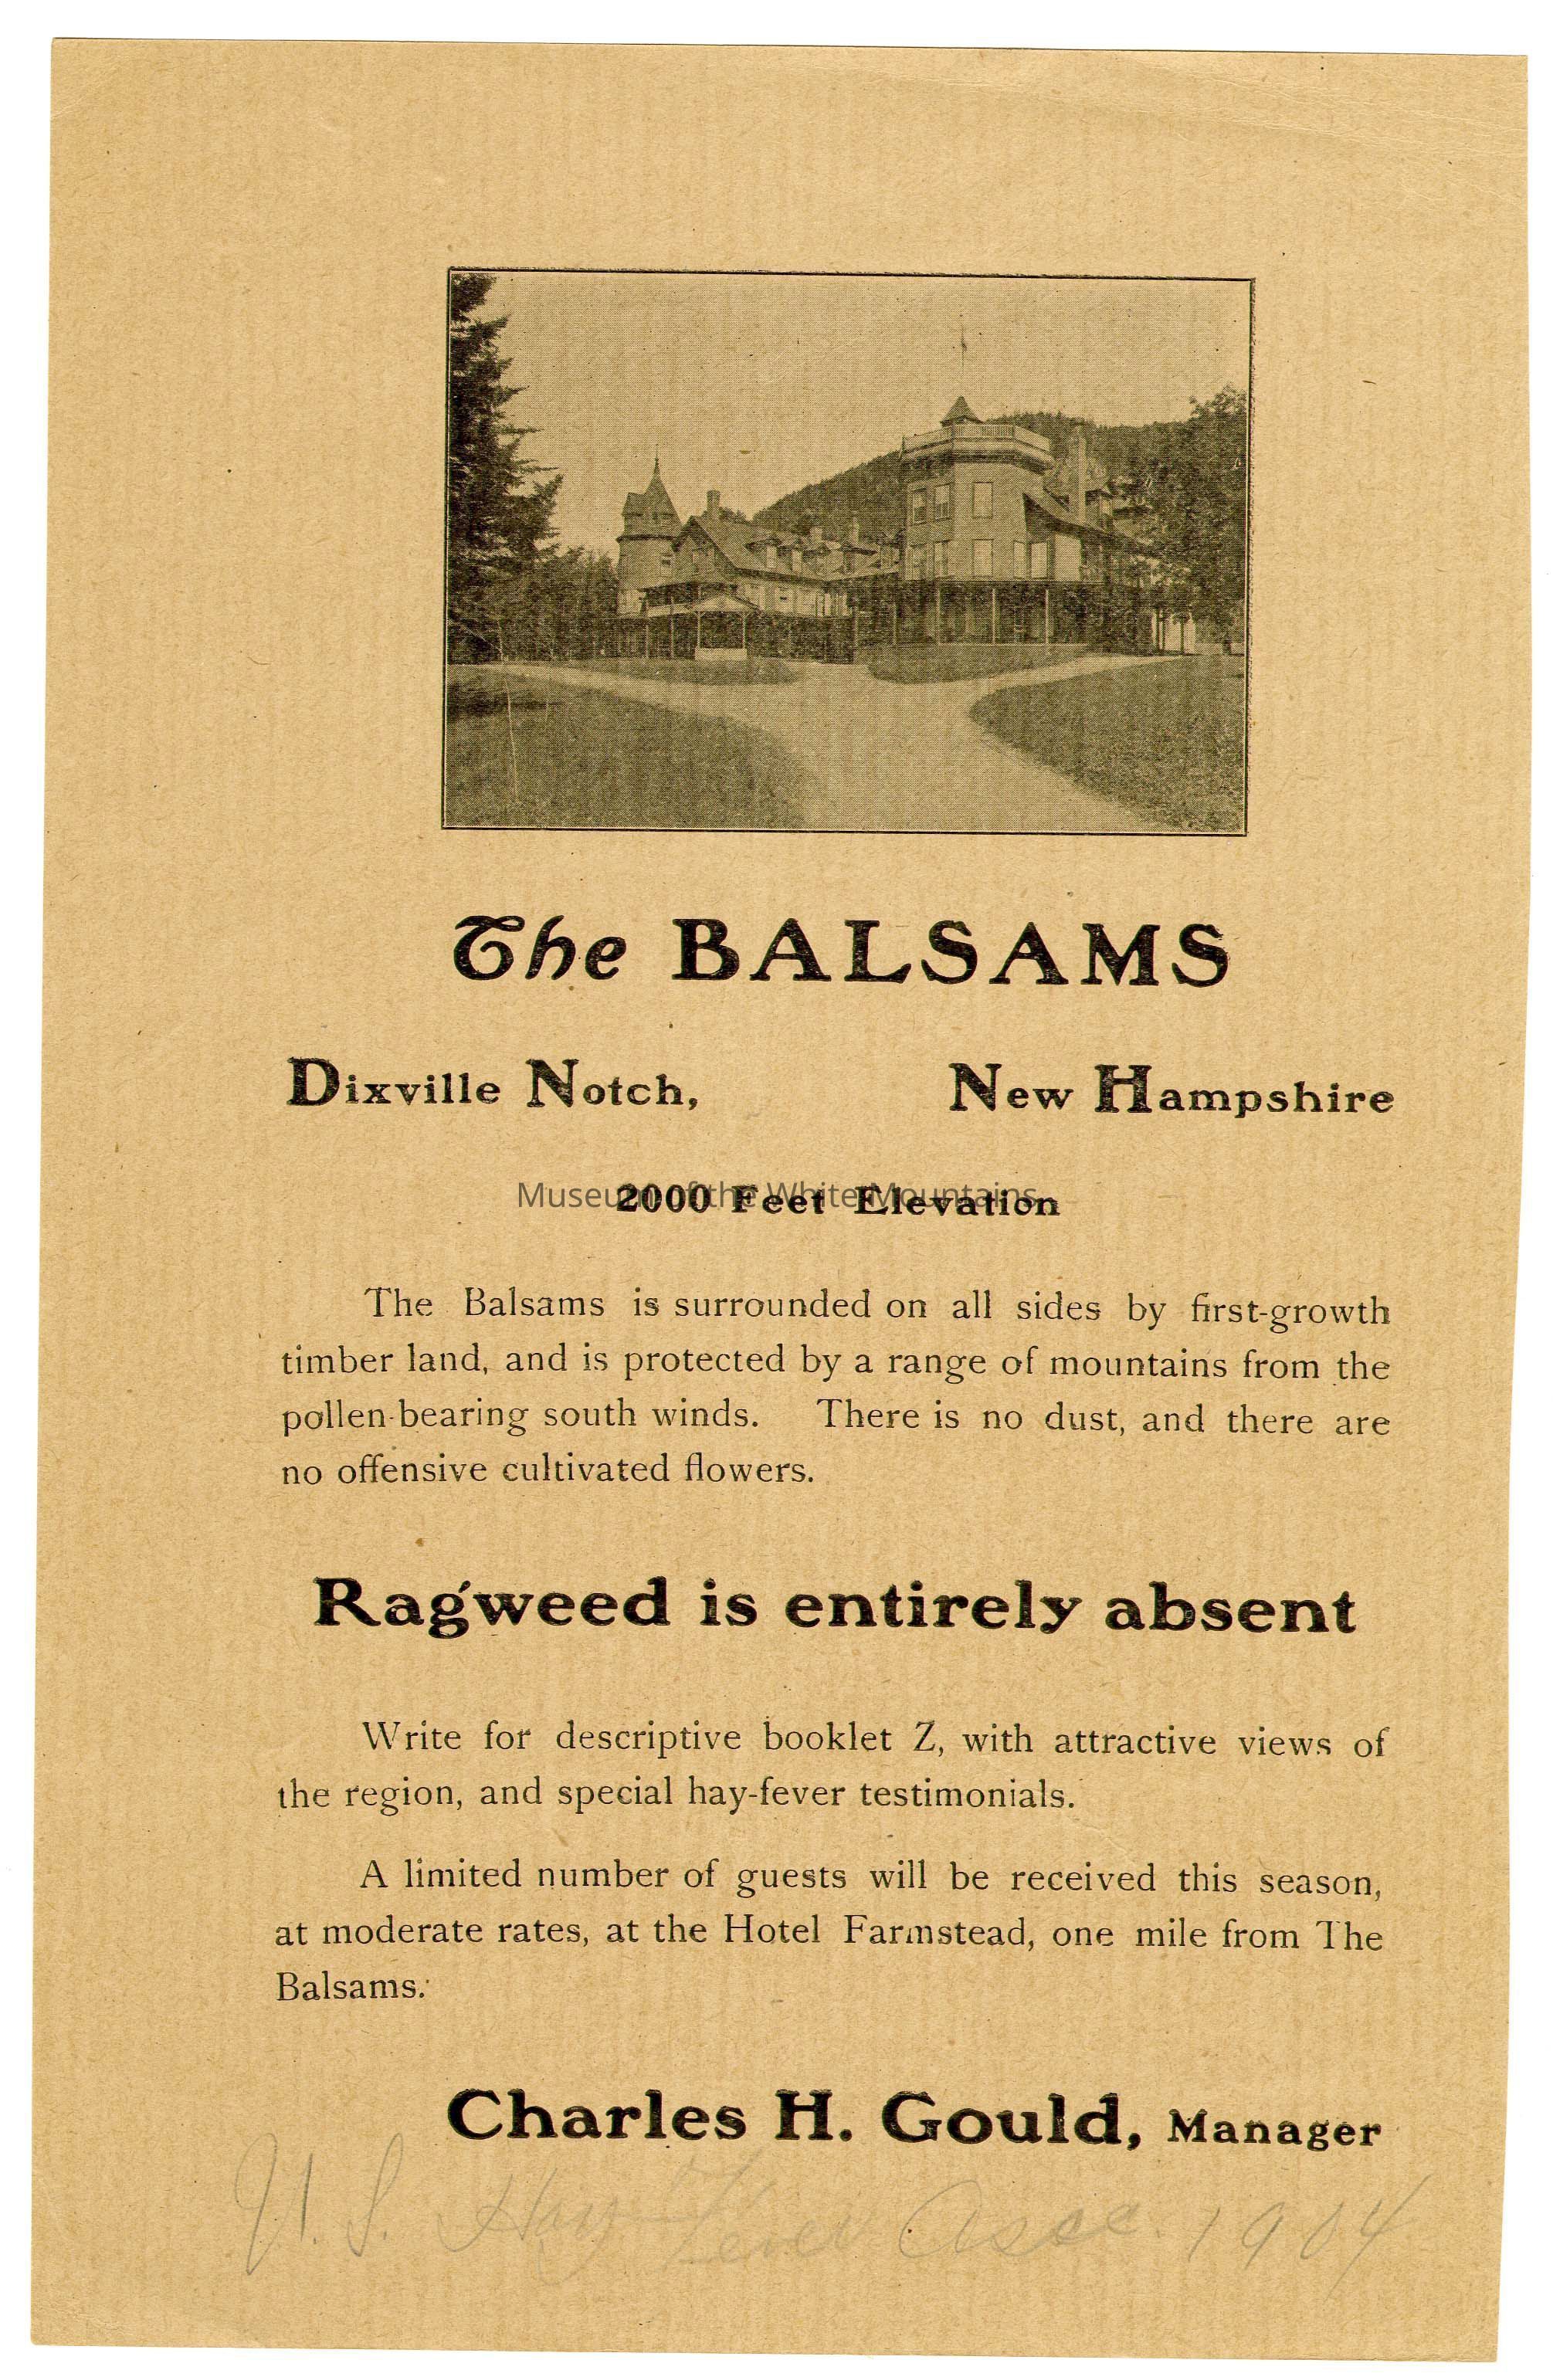 The BALSAMS
Dixville Notch, New Hampshire
Museum of the White Mountains
2000 Feet Elevation
The Balsams is surrounded on all sides by first-growth
timber land, and is protected by a range of mountains from the
pollen-bearing south winds. There is no dust, and there are
no offensive cultivated flowers.
Ragweed is entirely absent
Write for descriptive booklet Z, with attractive views of
the region, and special hay-fever testimonials.
A limited number of guests will be received this season,
at moderate rates, at the Hotel Farmstead, one mile from The
Balsams.
Charles H. Gould, Manager
U. S. Hay Fever Assc. 1904